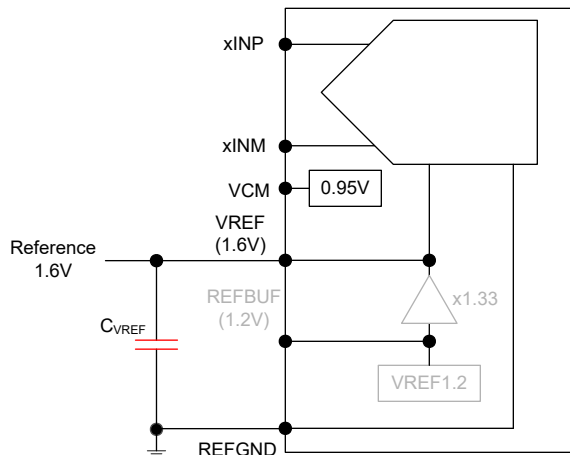 xINP
xINM
VCM
0.95V
VREF
(1.6V)
Reference
1.6V
REFBUF
(1.2V)
x1.33
CVREF
VREF1.2
REFGND